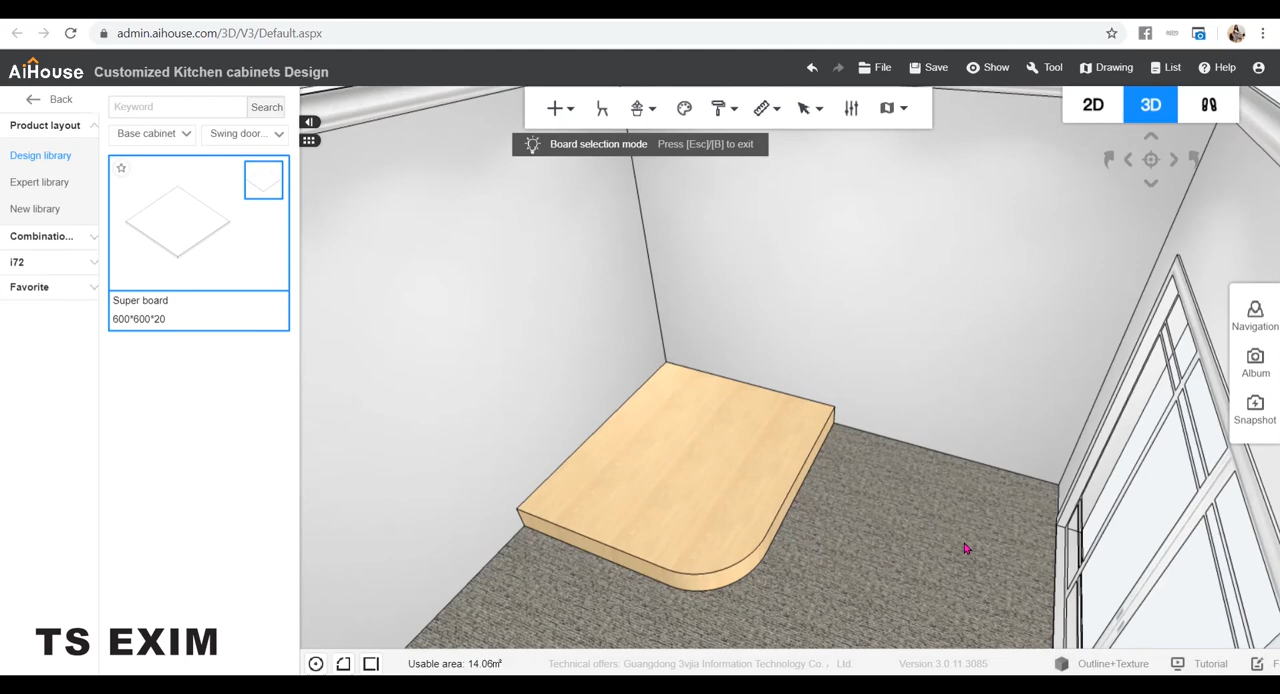 admin.aihouse.com/3D/V3/Default.aspx
AiHouse Customized Kitchen cabinets Design
File Save Show Tool Drawing List Help
Back
Keyword Search
Product layout
Base cabinet Swing door...
Design library
Expert library
New library
Combinatio...
i72
Favorite
Super board
600*600*20
2D 3D
Board selection mode Press [Esc]/[B] to exit
Navigation
Album
Snapshot
TS EXIM
Usable area: 14.06㎡ Technical offers: Guangdong 3vjia Information Technology Co.， Ltd. Version 3.0.11.3085 Outline+Texture Tutorial F